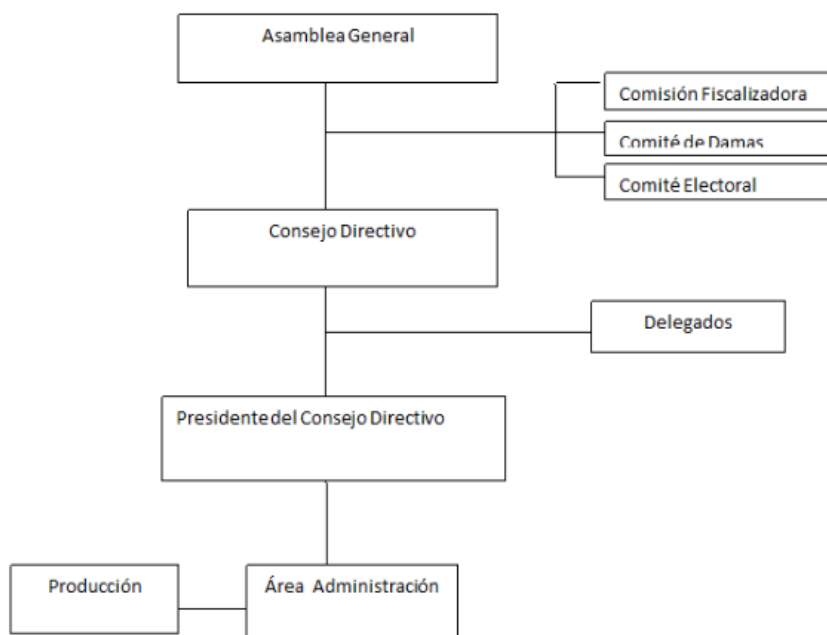 Asamblea General
Comisión Fiscalizadora
Comité de Damas
Comité Electoral
Consejo Directivo
Delegados
Presidente del Consejo Directivo
Producción
Área Administración